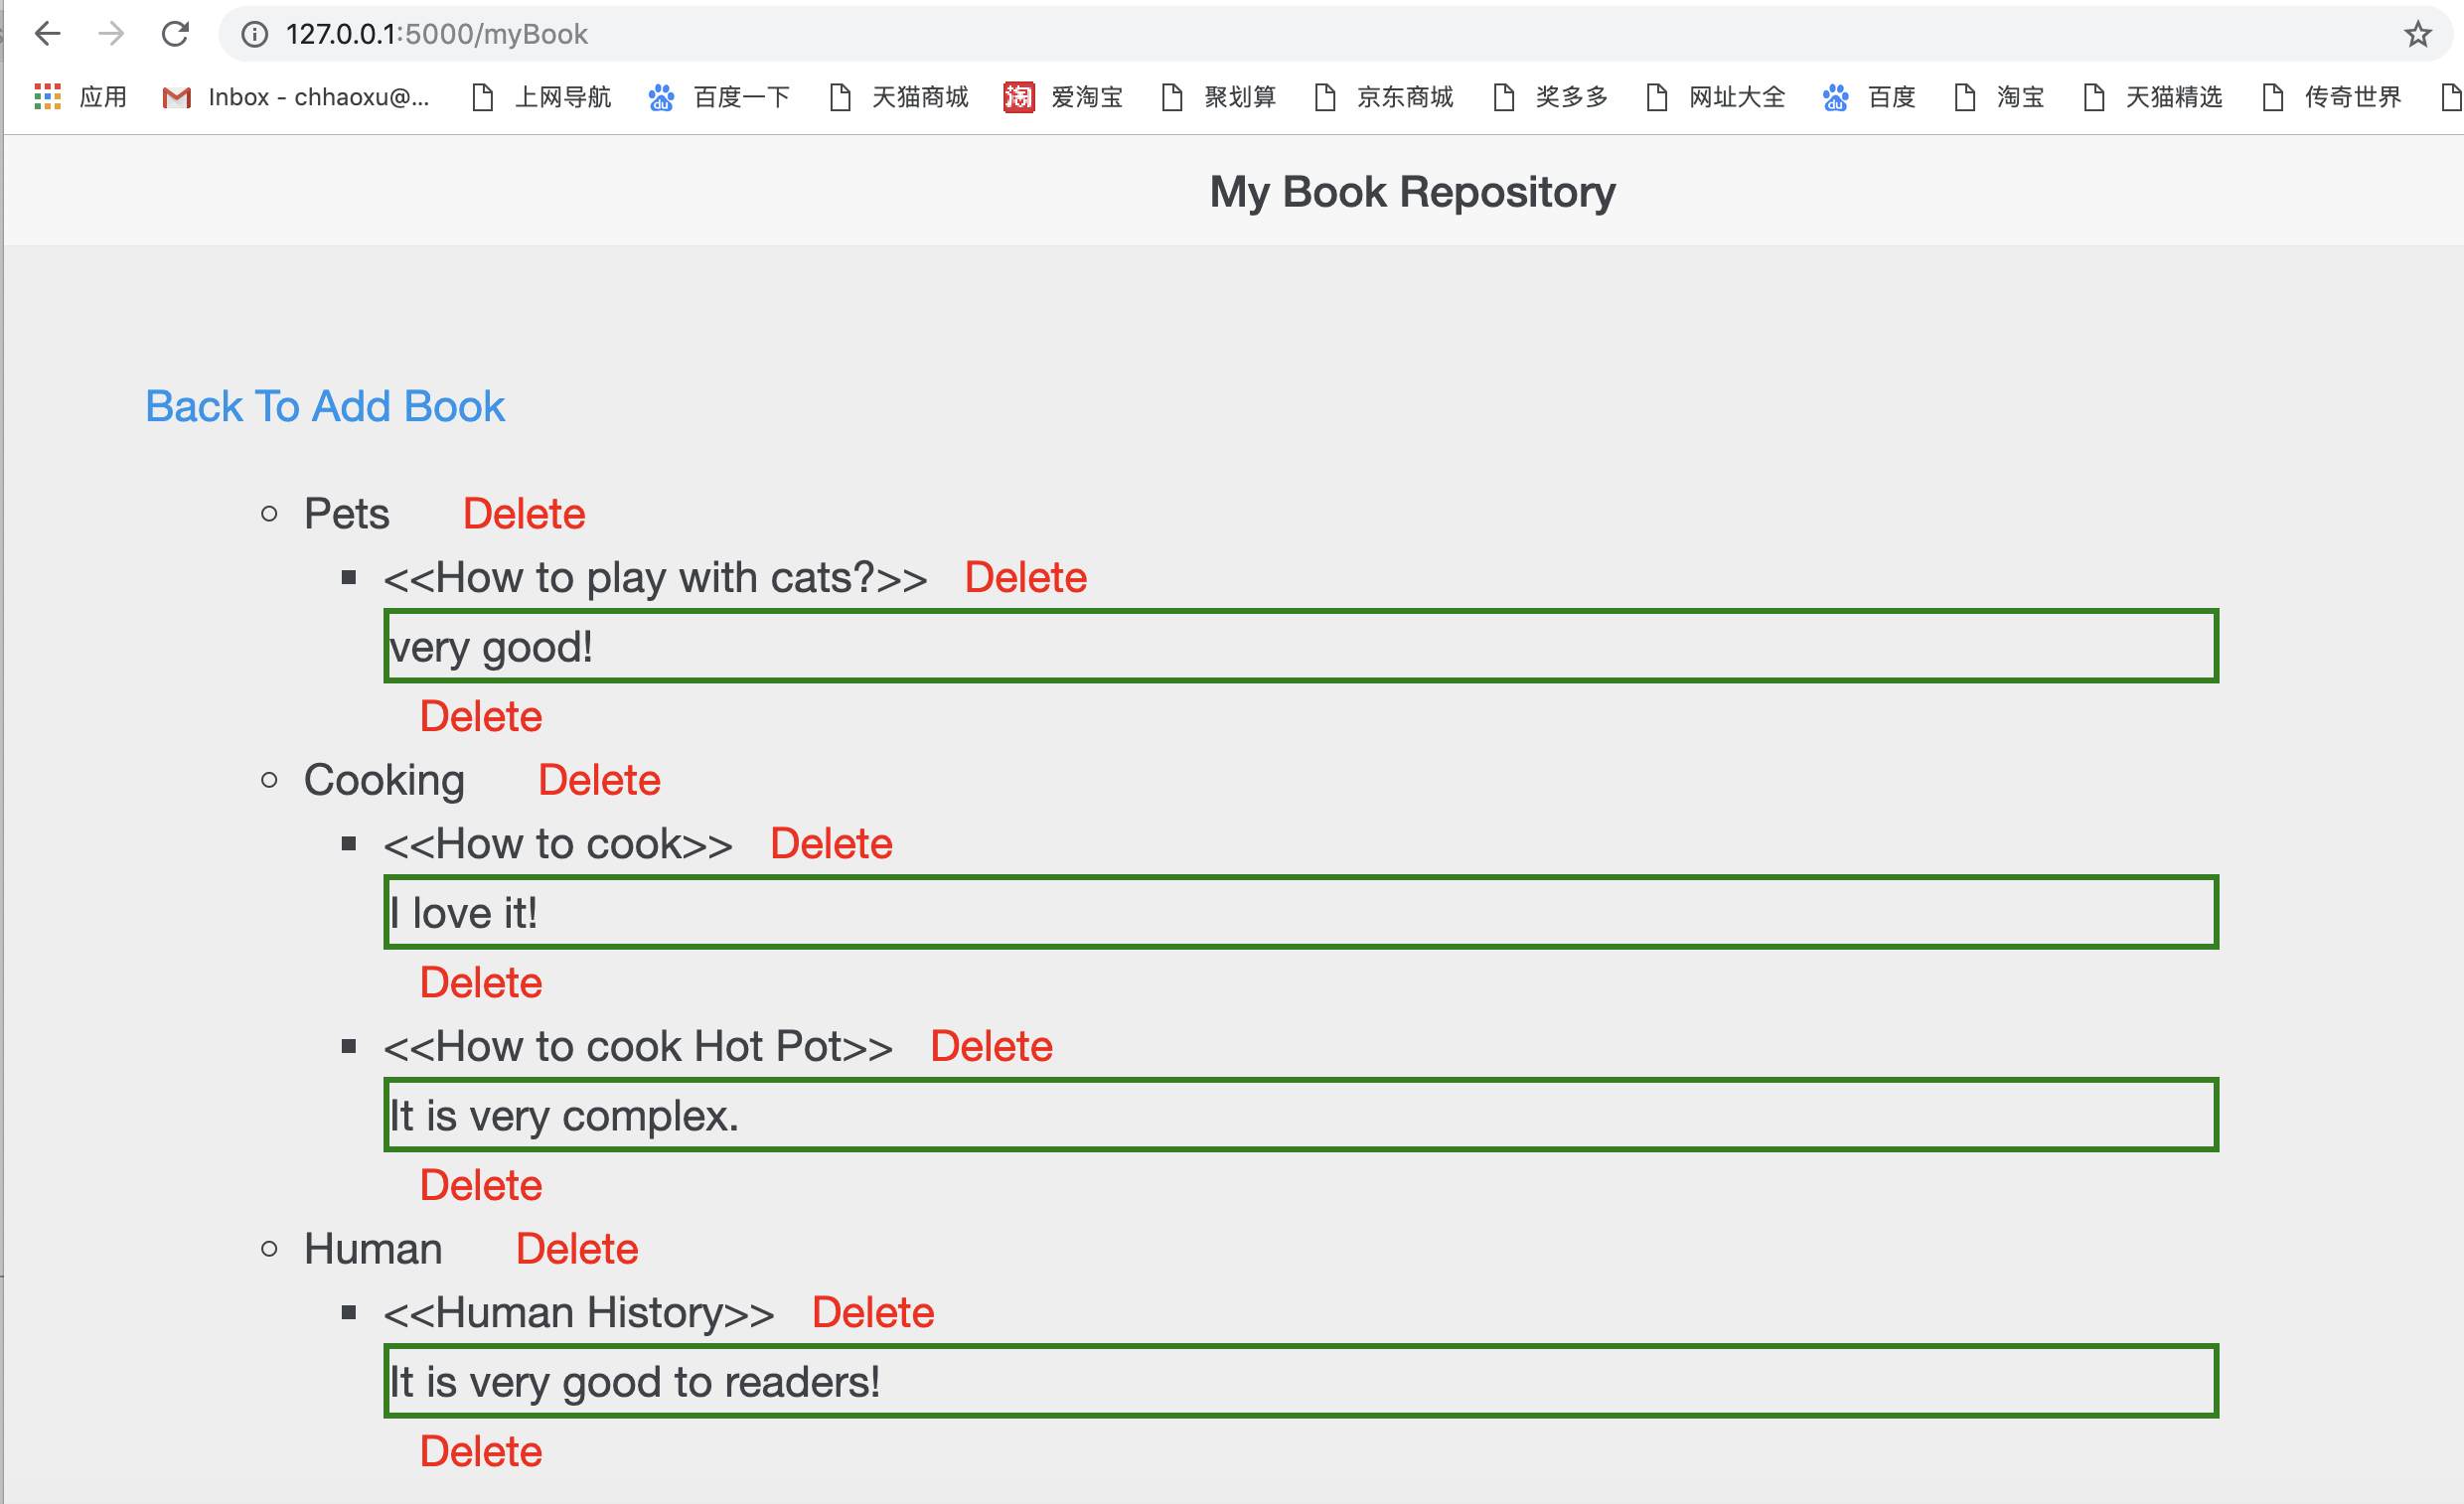 127.0.0.1:5000/myBook
应用 Inbox - chhaoxu@... 上网导航 百度一下 天猫商城 淘 爱淘宝 聚划算 京东商城 奖多多 网址大全 du 百度 淘宝 天猫精选 传奇世界
My Book Repository
Back To Add Book
Pets Delete
<<How to play with cats?>> Delete
very good!
Delete
Cooking Delete
<<How to cook>> Delete
I love it!
Delete
<<How to cook Hot Pot>> Delete
It is very complex.
Delete
Human Delete
<<Human History>> Delete
It is very good to readers!
Delete